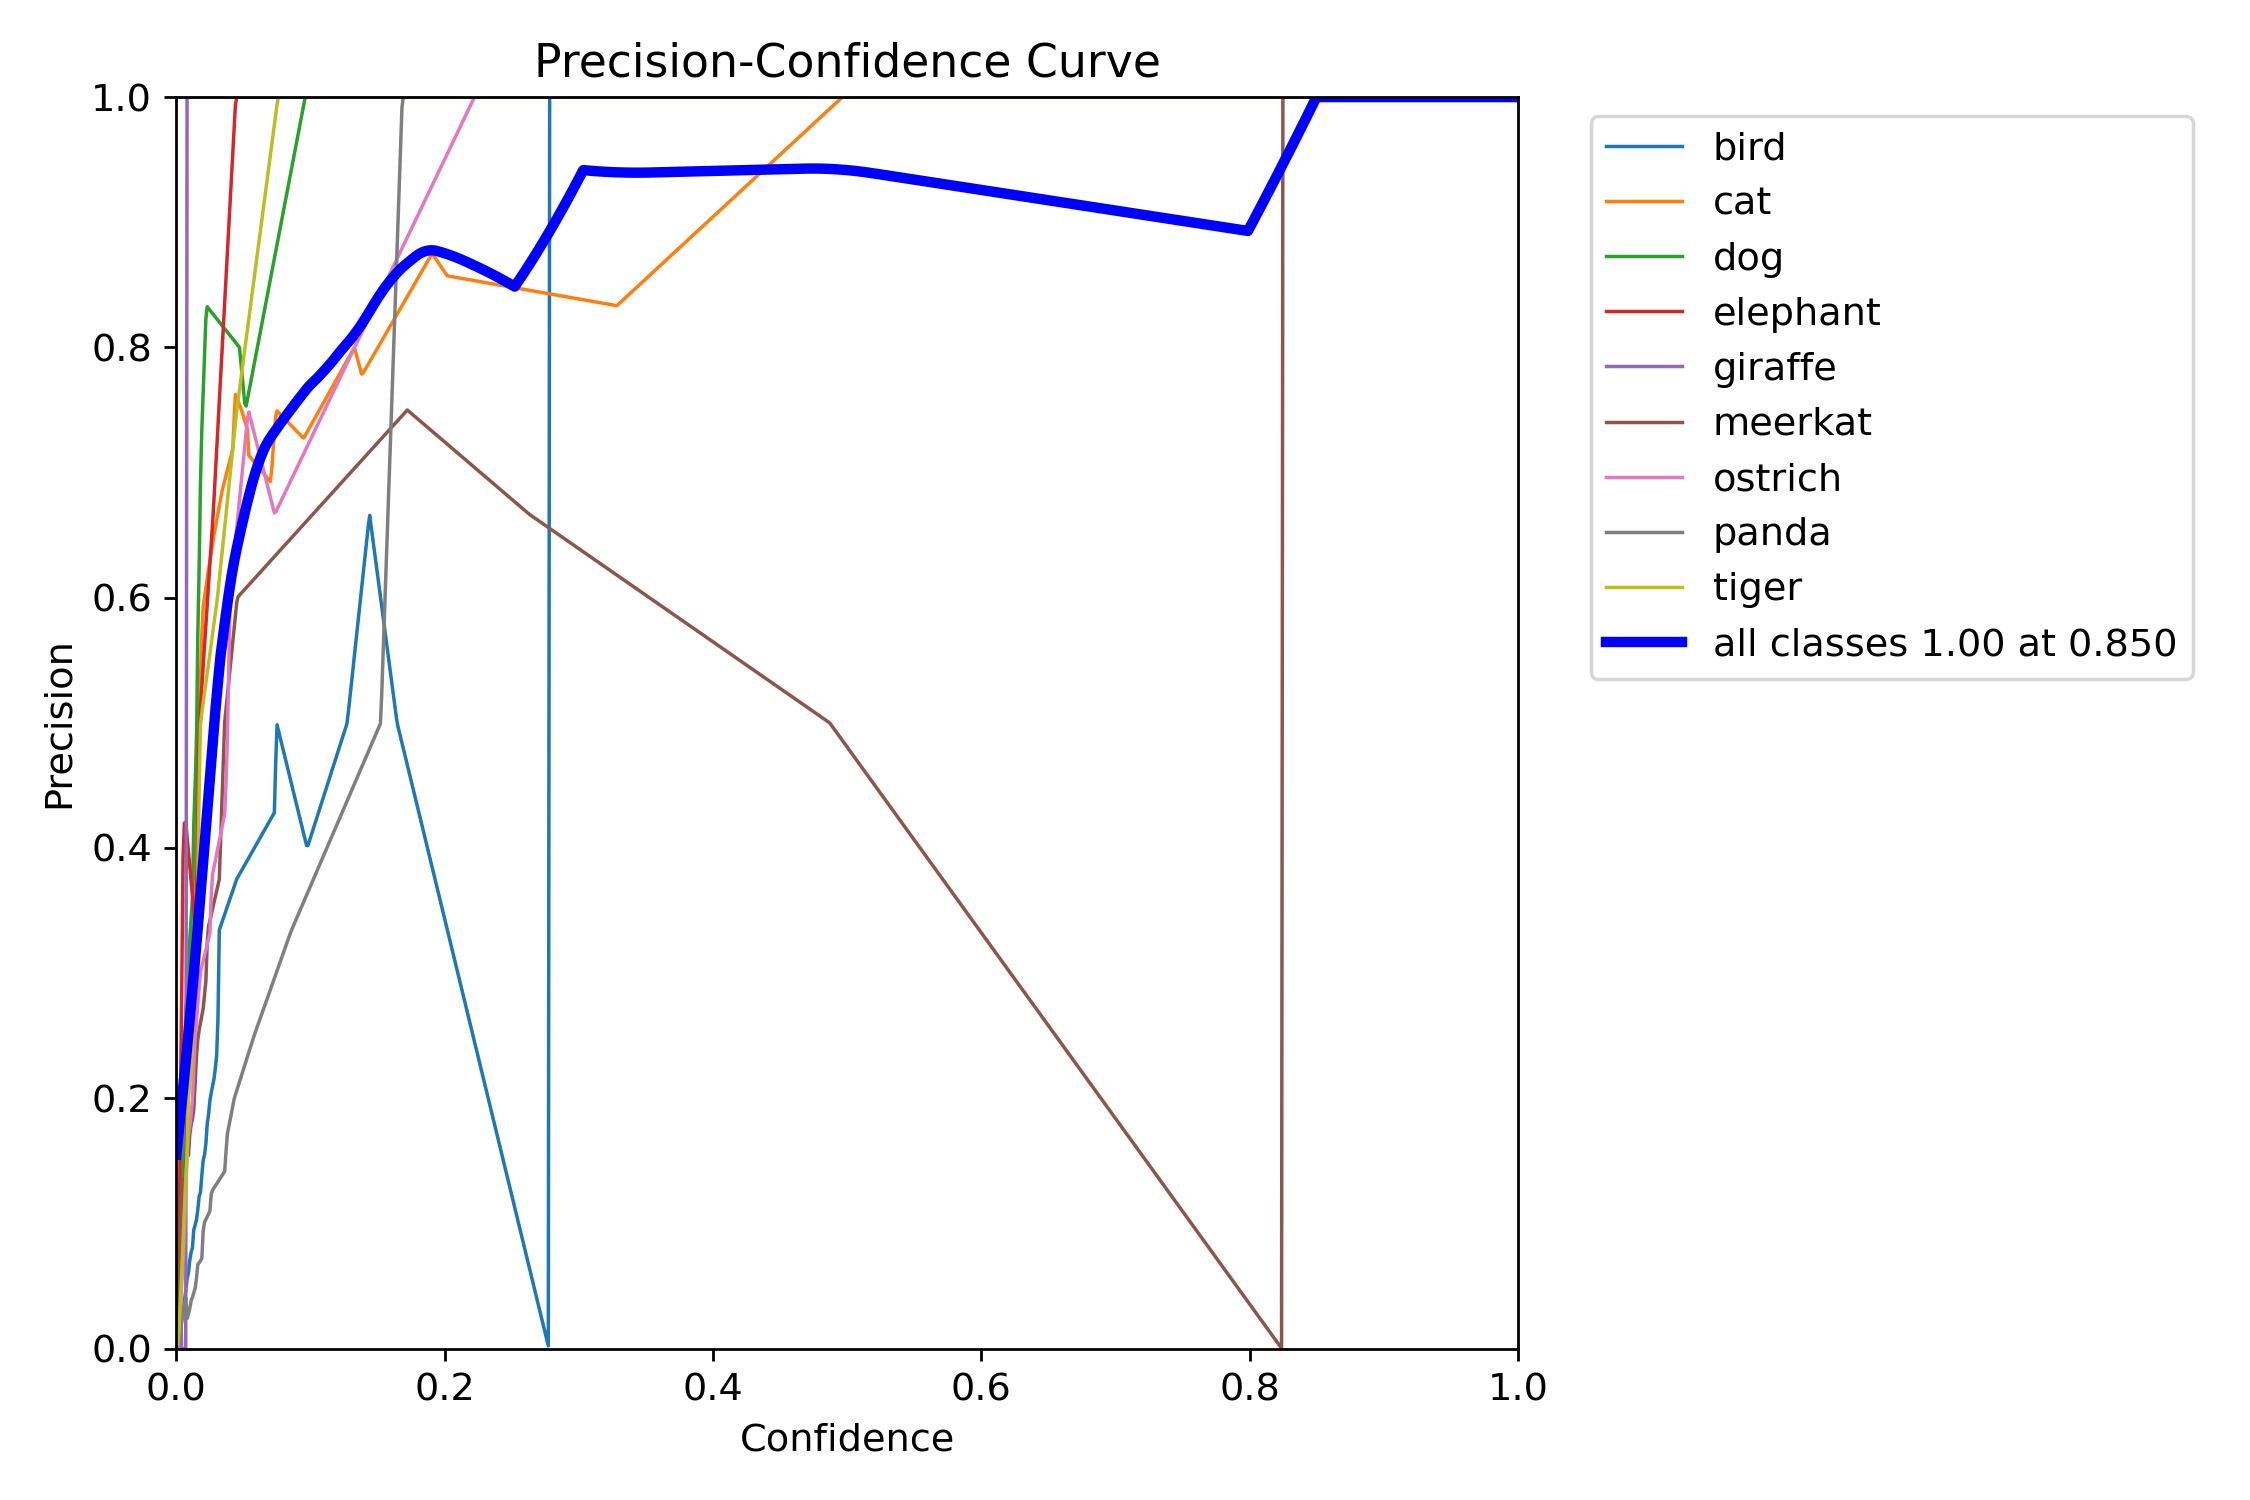 Precision-Confidence Curve
Precision
1.0
0.8
0.6
0.4
0.2
0.0
0.0 0.2 0.4 0.6 0.8 1.0
Confidence
bird
cat
dog
elephant
giraffe
meerkat
ostrich
panda
tiger
all classes 1.00 at 0.850